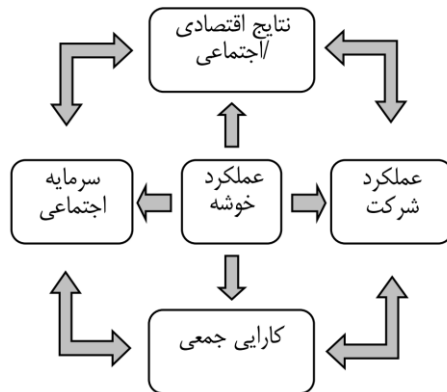 نتایج اقتصادی
/اجتماعی
عملکرد
شرکت
عملکرد
خوشه
سرمایه
اجتماعی
کارایی جمعی